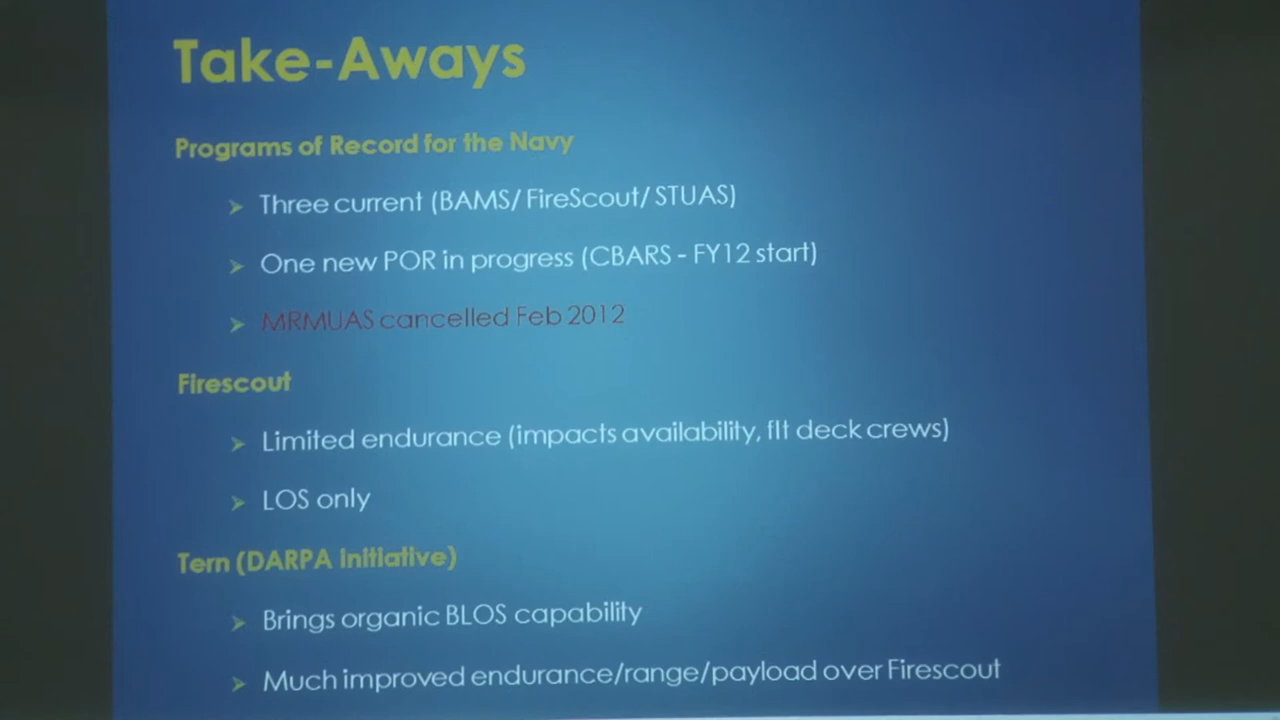 Take-Aways
Programs of Record for the Navy
Three current (BAMS/ FireScout/ STUAS)
One new POR in progress (CBARS - FY12 start)
MRMUAS cancelled Feb 2012
Firescout
Limited endurance (impacts availability, flt deck crews)
LOS only
Tern (DARPA initiative)
Brings organic BLOS capability
Much improved endurance/range/payload over Firescout